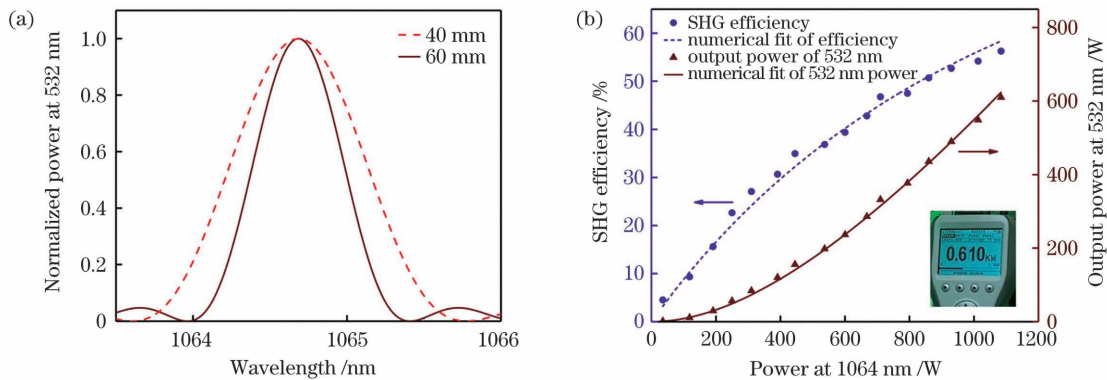 (a)
1.0
0.8
0.6
0.4
0.2
0
Normalized power at 532 nm
40 mm
60 mm
1064
1065
1066
Wavelength /nm
(b)
60
50
40
30
20
10
0
SHG efficiency /%
SHG efficiency
numerical fit of efficiency
output power of 532 nm
numerical fit of 532 nm power
800
600
400
200
0
Output power at 532 nm /W
0.610KW
0
200
400
600
800
1000
1200
Power at 1064 nm /W